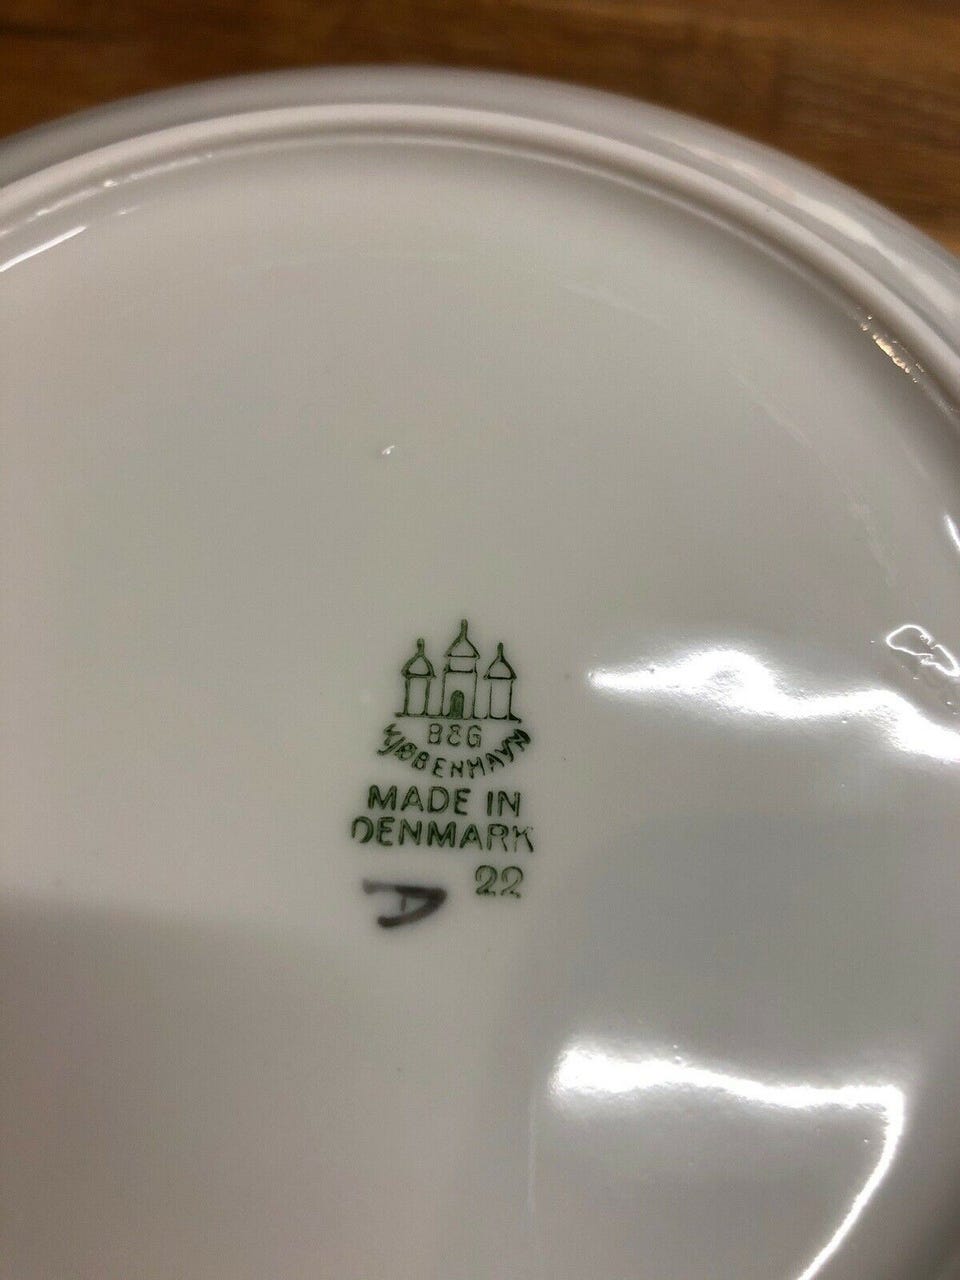 B&G
KJØBENHAVN
MADE IN
DENMARK
22
A